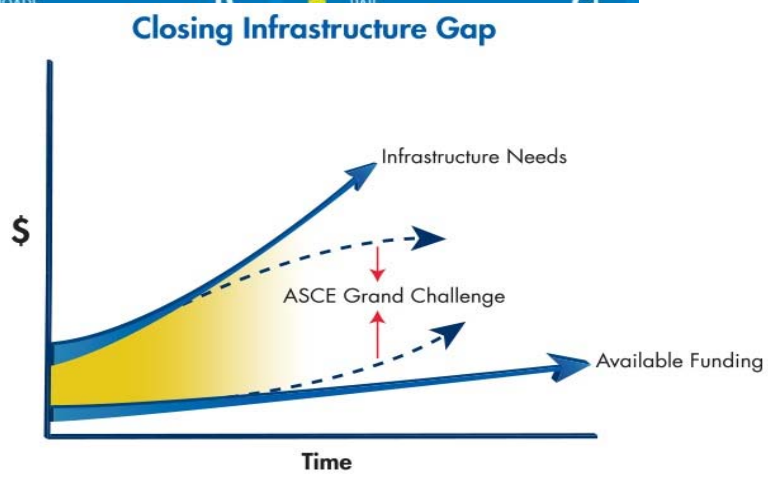 Closing Infrastructure Gap
Infrastructure Needs
$
ASCE Grand Challenge
Available Funding
Time